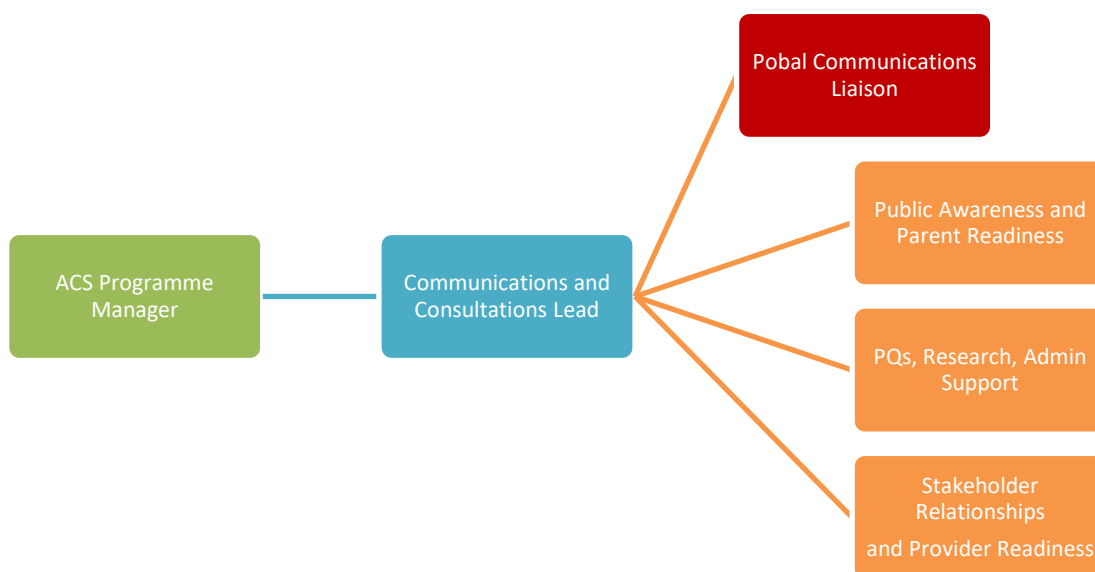 Pobal Communications
Liaison
Public Awareness and
Parent Readiness
ACS Programme
Manager
Communications and
Consultations Lead
PQs, Research, Admin
Support
Stakeholder
Relationships
and Provider Readiness